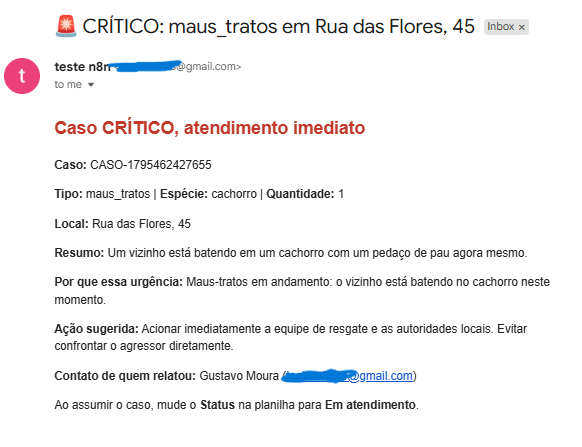 🚨 CRÍTICO: maus_tratos em Rua das Flores, 45 Inbox ×
t
teste n8n @gmail.com>
to me
Caso CRÍTICO, atendimento imediato
Caso: CASO-1795462427655
Tipo: maus_tratos | Espécie: cachorro | Quantidade: 1
Local: Rua das Flores, 45
Resumo: Um vizinho está batendo em um cachorro com um pedaço de pau agora mesmo.
Por que essa urgência: Maus-tratos em andamento: o vizinho está batendo no cachorro neste
momento.
Ação sugerida: Acionar imediatamente a equipe de resgate e as autoridades locais. Evitar
confrontar o agressor diretamente.
Contato de quem relatou: Gustavo Moura ( @gmail.com)
Ao assumir o caso, mude o Status na planilha para Em atendimento.